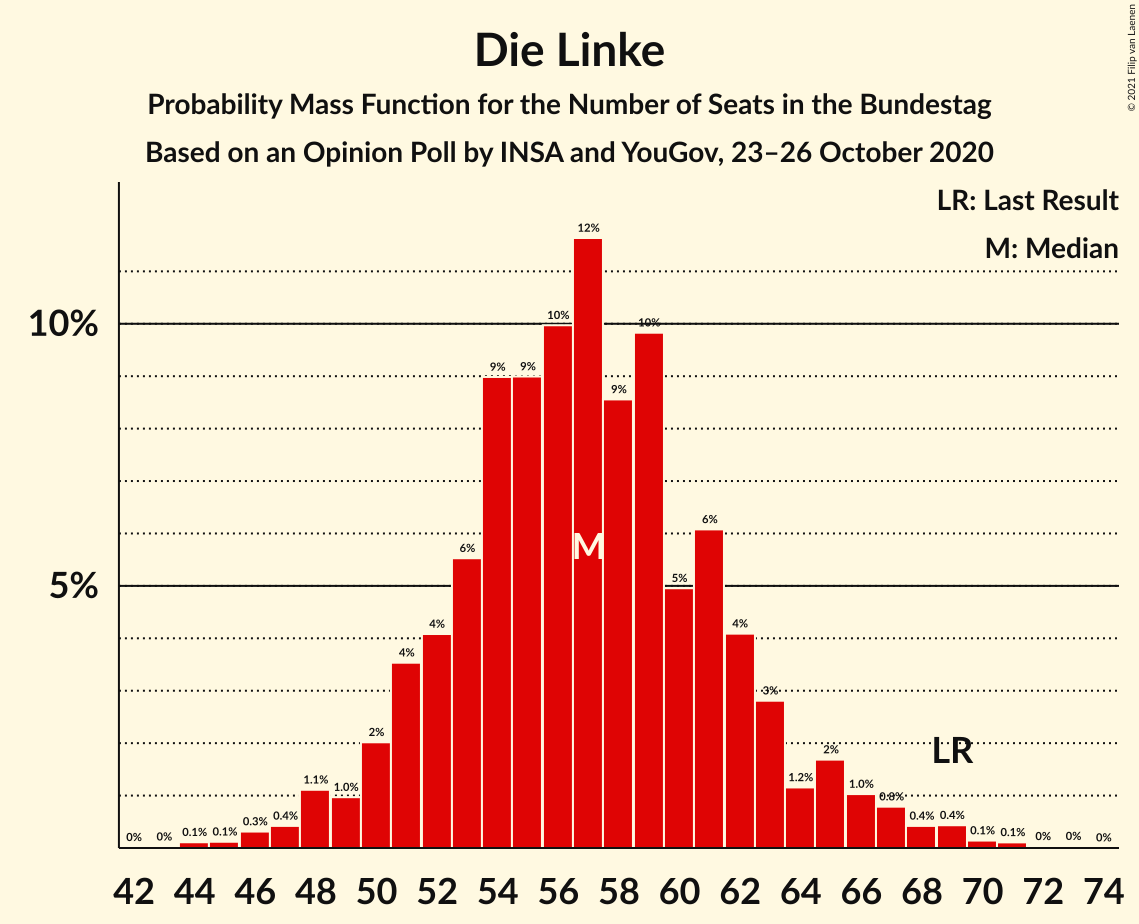 Die Linke
Probability Mass Function for the Number of Seats in the Bundestag
Based on an Opinion Poll by INSA and YouGov, 23–26 October 2020
© 2021 Filip van Laenen
LR: Last Result
M: Median
10%
5%
0% 0% 0.1% 0.1% 0.3% 0.4% 1.1% 1.0% 2% 4% 4% 6% 9% 9% 10% 12% 9% 10% 5% 6% 4% 3% 1.2% 2% 1.0% 0.8% 0.4% 0.4% 0.1% 0.1% 0% 0% 0%
M
LR
42 44 46 48 50 52 54 56 58 60 62 64 66 68 70 72 74